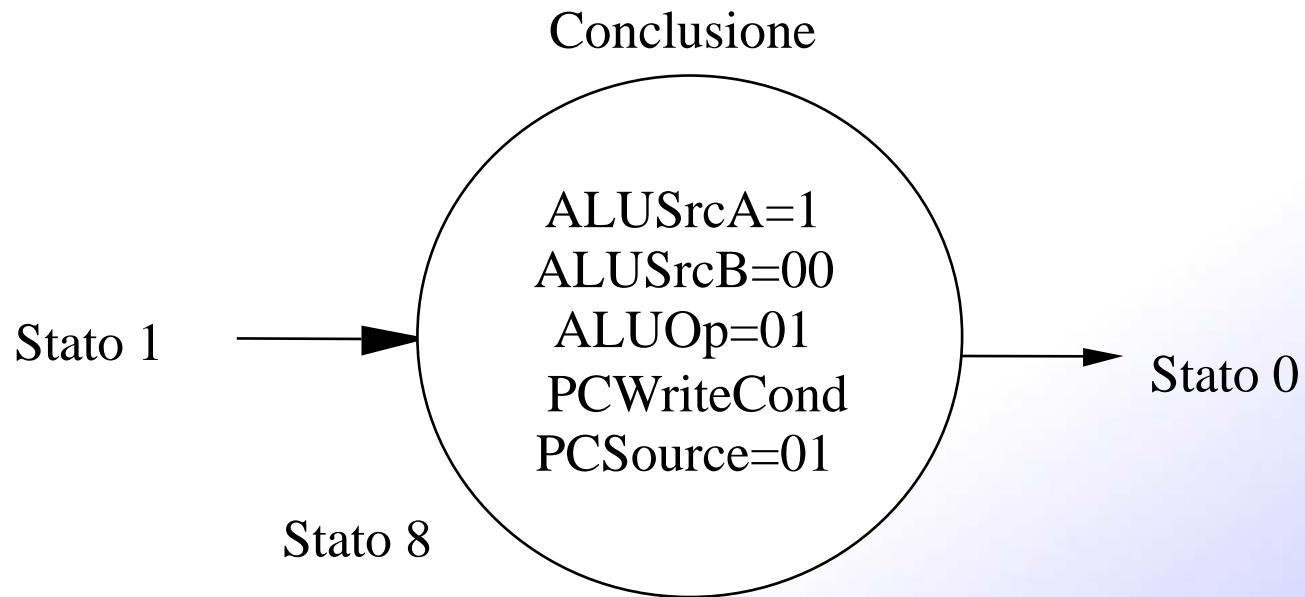 Conclusione
ALUSrcA=1
ALUSrcB=00
ALUOp=01
PCWriteCond
PCSource=01
Stato 1
Stato 0
Stato 8